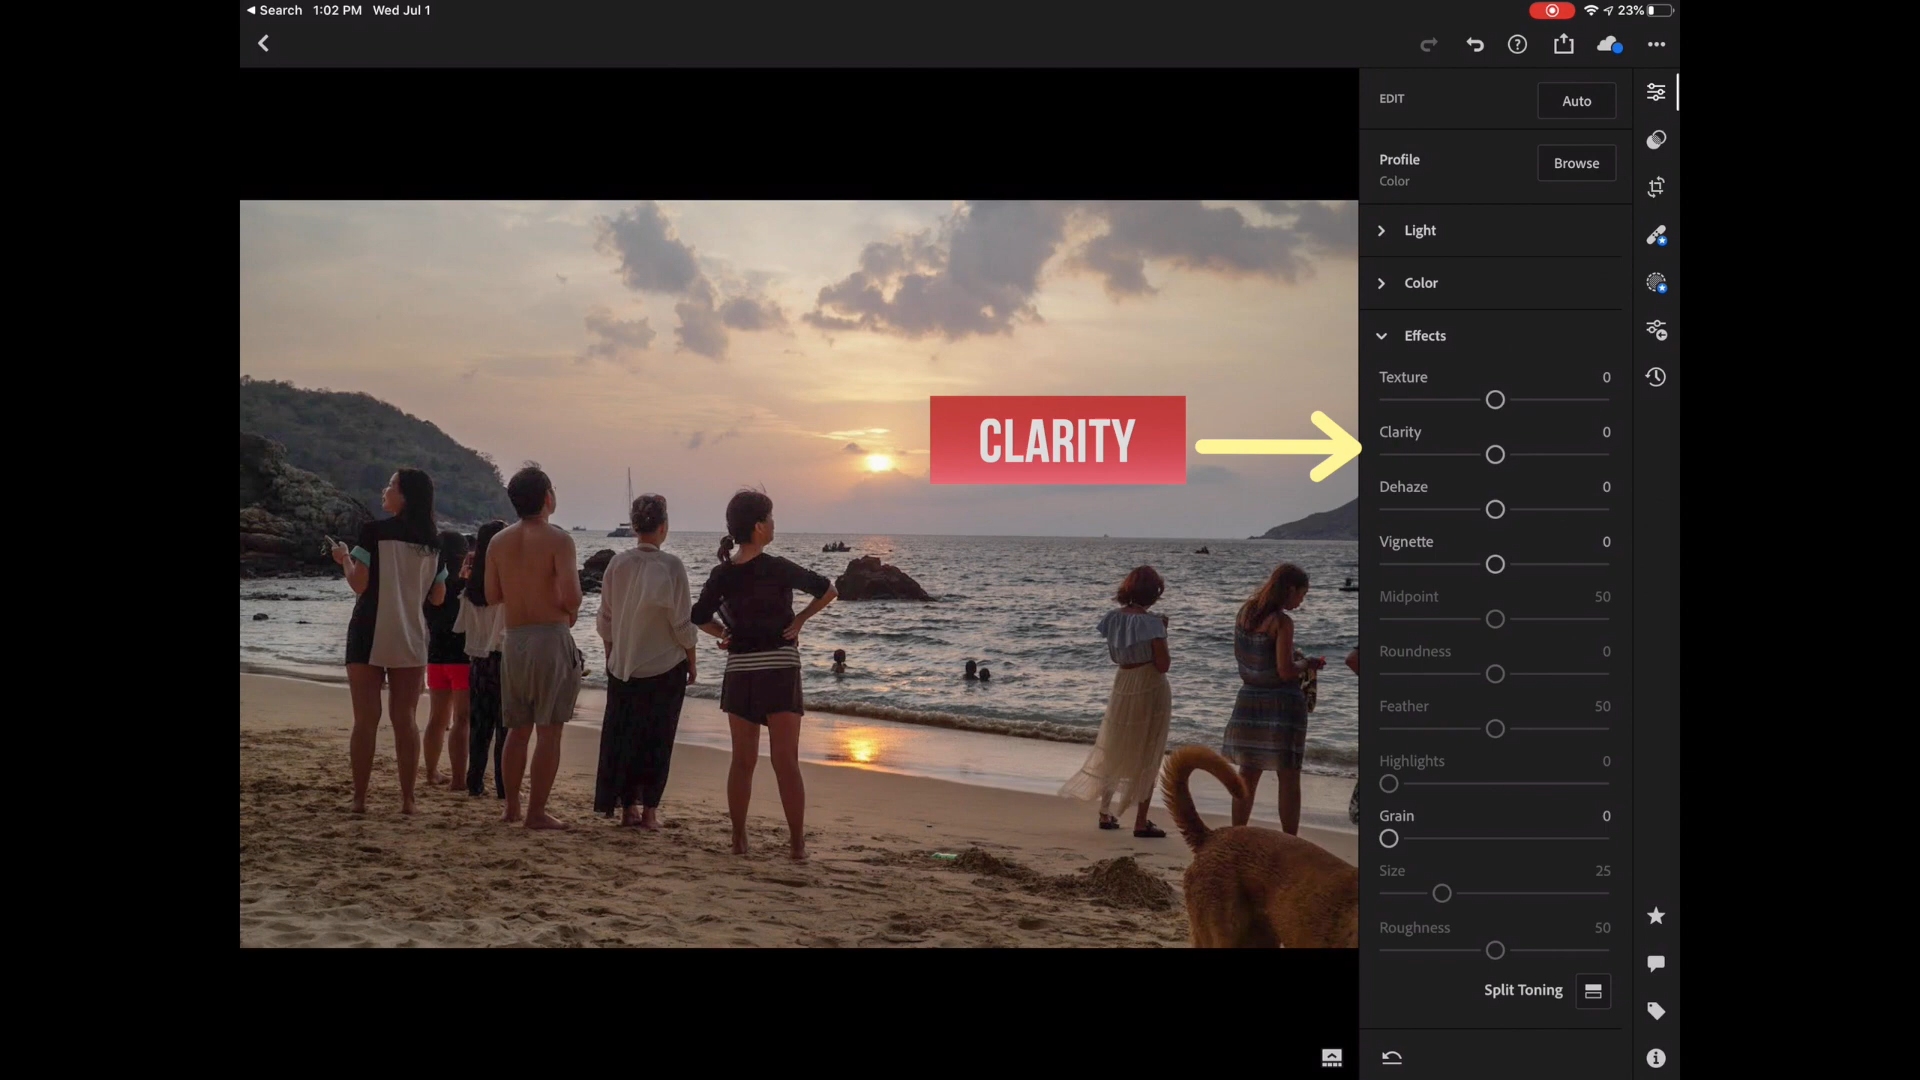 Search 1:02 PM Wed Jul 1 23%
EDIT Auto
Profile Browse
Color
Light
Color
Effects
Texture 0
CLARITY
Clarity 0
Dehaze 0
Vignette 0
Midpoint 50
Roundness 0
Feather 50
Highlights 0
Grain 0
Size 25
Roughness 50
Split Toning